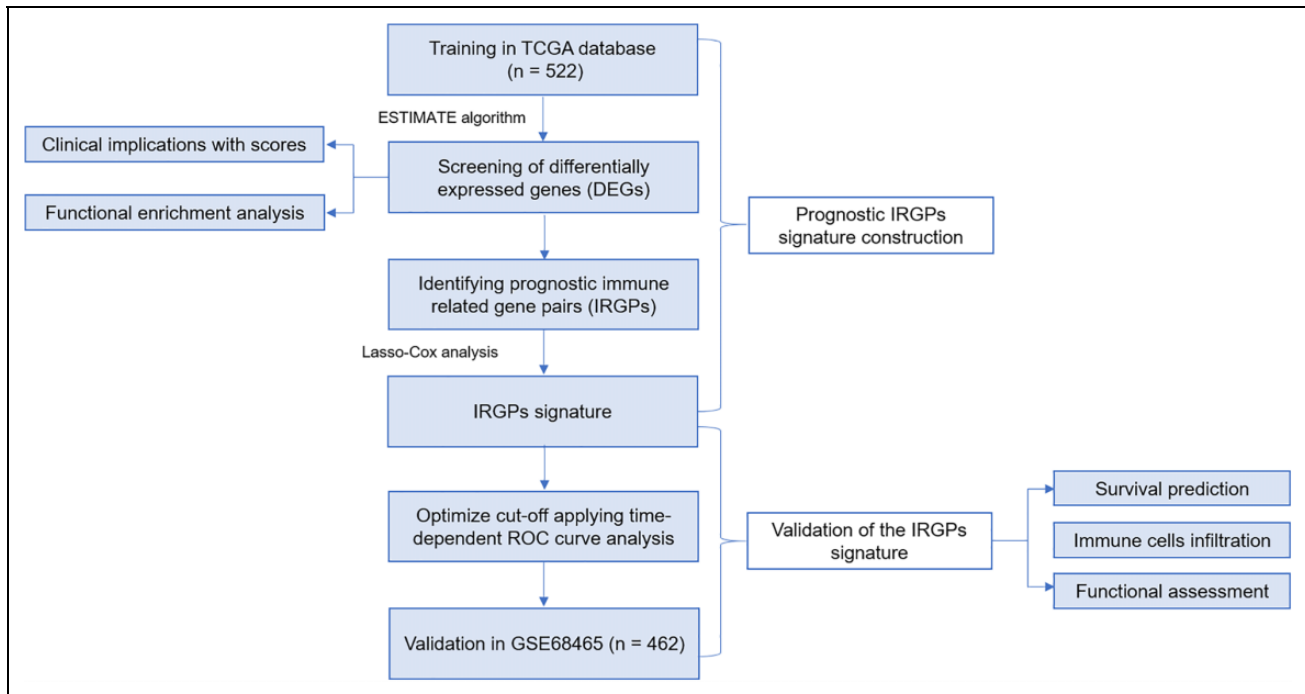 Training in TCGA database
(n = 522)
ESTIMATE algorithm
Clinical implications with scores
Functional enrichment analysis
Screening of differentially
expressed genes (DEGs)
Identifying prognostic immune
related gene pairs (IRGPs)
Lasso-Cox analysis
IRGPs signature
Optimize cut-off applying time-
dependent ROC curve analysis
Validation in GSE68465 (n = 462)
Prognostic IRGPs
signature construction
Validation of the IRGPs
signature
Survival prediction
Immune cells infiltration
Functional assessment